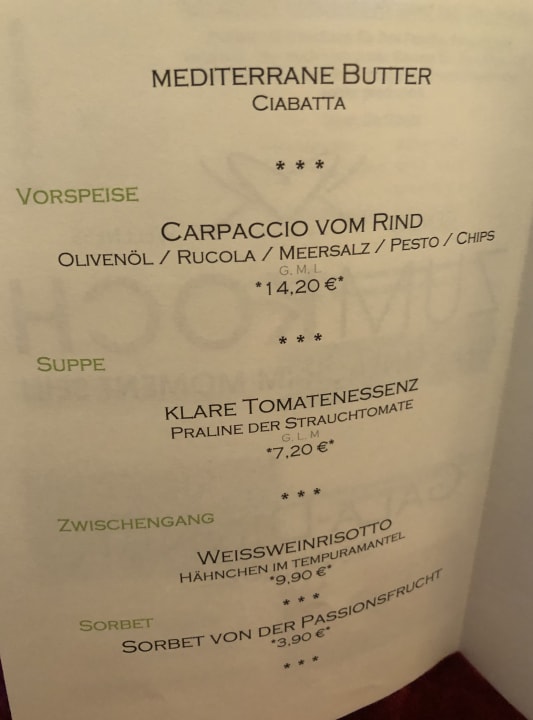 MEDITERRANE BUTTER
CIABATTA
* * *
VORSPEISE
CARPACCIO VOM RIND
OLIVENÖL / RUCOLA / MEERSALZ / PESTO / CHIPS
G, M, L
*14,20 €*
* * *
SUPPE
KLARE TOMATENESSENZ
PRALINE DER STRAUCHTOMATE
G, L, M
*7,20 €*
* * *
ZWISCHENGANG
WEISSWEINRISOTTO
HÄHNCHEN IM TEMPURAMANTEL
*9,90 €*
* * *
SORBET
SORBET VON DER PASSIONSFRUCHT
*3,90 €*
* * *